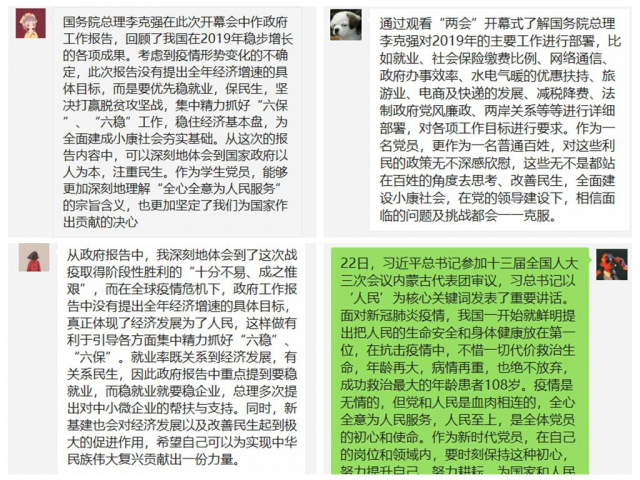 国务院总理李克强在此次开幕会中作政府
工作报告，回顾了我国在2019年稳步增长
的各项成果。考虑到疫情形势变化的不确
定，此次报告没有提出全年经济增速的具
体目标，而是要优先稳就业，保民生，坚
决打赢脱贫攻坚战，集中精力抓好“六保”
、“六稳”工作，稳住经济基本盘，为
全面建成小康社会夯实基础。从这次的报
告内容中，可以深刻地体会到国家政府以
人为本，注重民生。作为学生党员，能够
更加深刻地理解“全心全意为人民服务”
的宗旨含义，也更加坚定了我们为国家作
出贡献的决心
通过观看“两会”开幕式了解国务院总理
李克强对2019年的主要工作进行部署，比
如就业、社会保险缴费比例、网络通信、
政府办事效率、水电气暖的优惠扶持、旅
游业、电商及快递的发展、减税降费、法
制政府党风廉政、两岸关系等等进行详细
部署，对各项工作目标进行要求。作为一
名党员，更作为一名普通百姓，对这些利
民的政策无不深感欣慰，这些无不是都站
在百姓的角度去思考、改善民生，全面建
设小康社会，在党的领导建设下，相信面
临的问题及挑战都会一一克服。
从政府报告中，我深刻地体会到了这次战
疫取得阶段性胜利的“十分不易、成之惟
艰”，而在全球疫情危机下，政府工作报
告中没有提出全年经济增速的具体目标，
真正体现了经济发展为了人民，这样做有
利于引导各方面集中精力抓好“六稳”、
“六保”。就业率既关系到经济发展，有
关系民生，因此政府报告中重点提到要稳
就业，而稳就业就要稳企业，总理多次提
出对中小微企业的帮扶与支持。同时，新
基建也会对经济发展以及改善民生起到极
大的促进作用，希望自己可以为实现中华
民族伟大复兴贡献出一份力量。
22日，习近平总书记参加十三届全国人大
三次会议内蒙古代表团审议，习总书记以
‘人民’为核心关键词发表了重要讲话。
面对新冠肺炎疫情，我国一开始就鲜明提
出把人民的生命安全和身体健康放在第一
位，在抗击疫情中，不惜一切代价救治生
命，年龄再大，病情再重，也绝不放弃，
成功救治最大的年龄患者108岁。疫情是
无情的，但党和人民是血肉相连的，全心
全意为人民服务，人民至上，是全体党员
的初心和使命。作为新时代党员，在自己
的岗位和领域内，要时刻保持这种初心，
努力提升自己，努力耕耘，为国家和人民